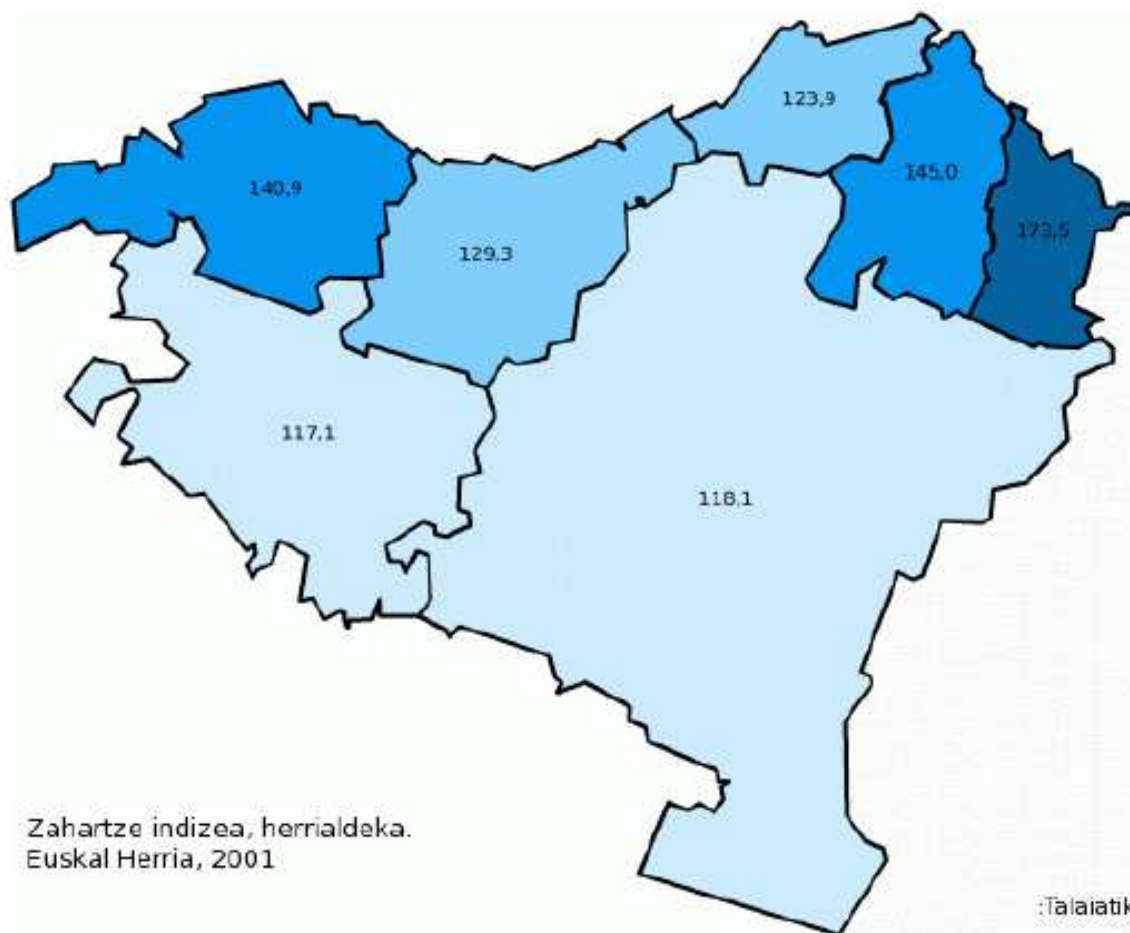 123,9
140,9
145,0
173,5
129,3
117,1
118,1
Zahartze indizea, herrialdeka.
Euskal Herria, 2001
:Talaiatik